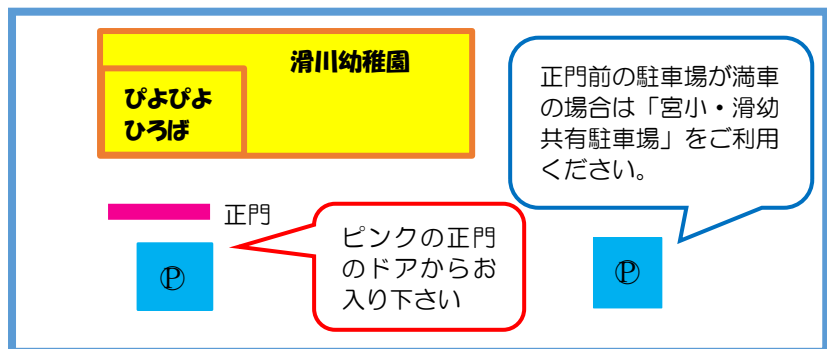 滑川幼稚園
ぴよぴよ
ひろば
正門前の駐車場が満車
の場合は「宮小・滑幼
共有駐車場」をご利用
ください。
正門
ピンクの正門
のドアからお
入り下さい
Ⓟ
Ⓟ